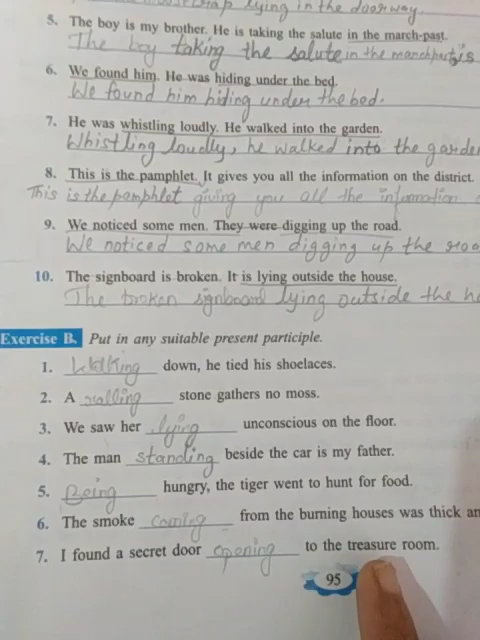 lying in the doorway
5. The boy is my brother. He is taking the salute in the march-past.
The boy taking the salute in the marchpast is
6. We found him. He was hiding under the bed.
We found him hiding under the bed.
7. He was whistling loudly. He walked into the garden.
Whistling loudly, he walked into the garden
8. This is the pamphlet. It gives you all the information on the district.
This is the pamphlet giving you all the information
9. We noticed some men. They were digging up the road.
We noticed some men digging up the roa
10. The signboard is broken. It is lying outside the house.
The broken signboard lying outside the ho
Exercise B. Put in any suitable present participle.
1. Walking down, he tied his shoelaces.
2. A rolling stone gathers no moss.
3. We saw her lying unconscious on the floor.
4. The man standing beside the car is my father.
5. Being hungry, the tiger went to hunt for food.
6. The smoke coming from the burning houses was thick an
7. I found a secret door opening to the treasure room.
95